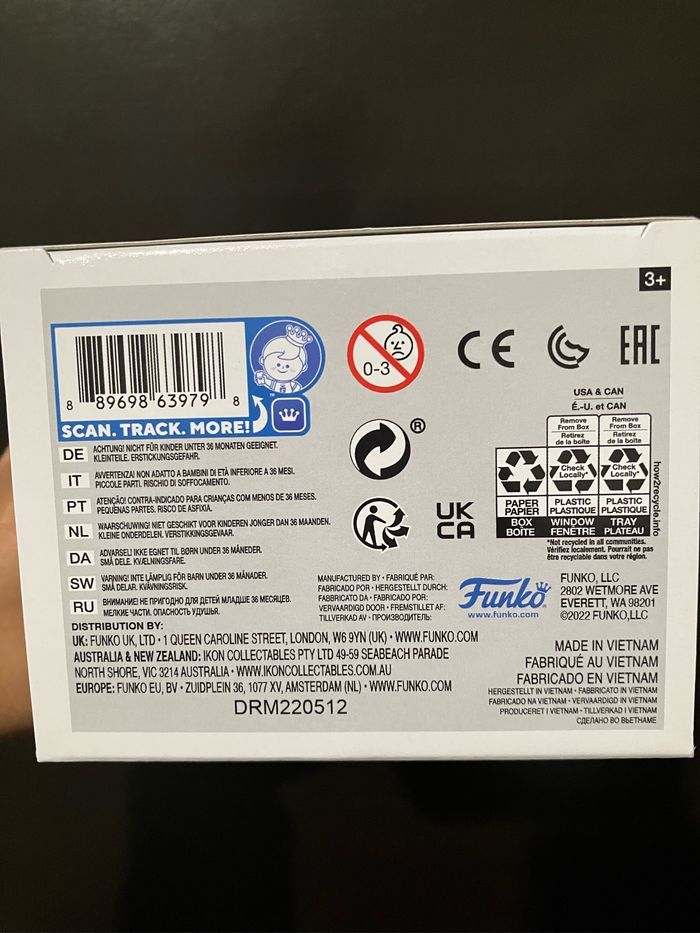 3+
8 89698 63979 8
SCAN. TRACK. MORE!
™
0-3
CE
EAC
®
UK
CA
USA & CAN
É.-U. et CAN
Remove From Box
Retirez de la boîte
Remove From Box
Retirez de la boîte
Check Locally*
Check Locally*
PAPER
PAPIER
PLASTIC
PLASTIQUE
PLASTIC
PLASTIQUE
BOX
BOÎTE
WINDOW
FENÊTRE
TRAY
PLATEAU
how2recycle.info
*Not recycled in all communities.
Vérifiez localement. Pourrait ne pas
être recyclable dans votre région.
DE ACHTUNG! NICHT FÜR KINDER UNTER 36 MONATEN GEEIGNET.
KLEINTEILE. ERSTICKUNGSGEFAHR.
IT AVVERTENZA! NON ADATTO A BAMBINI DI ETÀ INFERIORE A 36 MESI.
PICCOLE PARTI. RISCHIO DI SOFFOCAMENTO.
PT ATENÇÃO! CONTRA-INDICADO PARA CRIANÇAS COM MENOS DE 36 MESES.
PEQUENAS PARTES. RISCO DE ASFIXIA.
NL WAARSCHUWING! NIET GESCHIKT VOOR KINDEREN JONGER DAN 36 MAANDEN.
KLEINE ONDERDELEN. VERSTIKKINGSGEVAAR.
DA ADVARSEL! IKKE EGNET TIL BØRN UNDER 36 MÅNEDER.
SMÅ DELE. KVÆLNINGSFARE.
SW VARNING! INTE LÄMPLIG FÖR BARN UNDER 36 MÅNADER.
SMÅ DELAR. KVÄVNINGSRISK.
RU ВНИМАНИЕ! НЕ ПРИГОДНО ДЛЯ ДЕТЕЙ МЛАДШЕ 36 МЕСЯЦЕВ.
МЕЛКИЕ ЧАСТИ. ОПАСНОСТЬ УДУШЬЯ.
MANUFACTURED BY • FABRIQUÉ PAR:
FABRICADO POR • HERGESTELLT DURCH:
FABBRICATO DA • FABRICADO POR:
VERVAARDIGD DOOR • FREMSTILLET AF:
TILLVERKAD AV • ПРОИЗВОДИТЕЛЬ:
Funko
www.funko.com
FUNKO, LLC
2802 WETMORE AVE
EVERETT, WA 98201
©2022 FUNKO,LLC
DISTRIBUTION BY:
UK: FUNKO UK, LTD • 1 QUEEN CAROLINE STREET, LONDON, W6 9YN (UK) • WWW.FUNKO.COM
AUSTRALIA & NEW ZEALAND: IKON COLLECTABLES PTY LTD 49-59 SEABEACH PARADE
NORTH SHORE, VIC 3214 AUSTRALIA • WWW.IKONCOLLECTABLES.COM.AU
EUROPE: FUNKO EU, BV • ZUIDPLEIN 36, 1077 XV, AMSTERDAM (NL) • WWW.FUNKO.COM
DRM220512
MADE IN VIETNAM
FABRIQUÉ AU VIETNAM
FABRICADO EN VIETNAM
HERGESTELLT IN VIETNAM • FABBRICATO IN VIETNAM
FABRICADO NA VIETNAM • VERVAARDIGD IN VIETNAM
PRODUCERET I VIETNAM • TILLVERKAD I VIETNAM
СДЕЛАНО ВО ВЬЕТНАМЕ